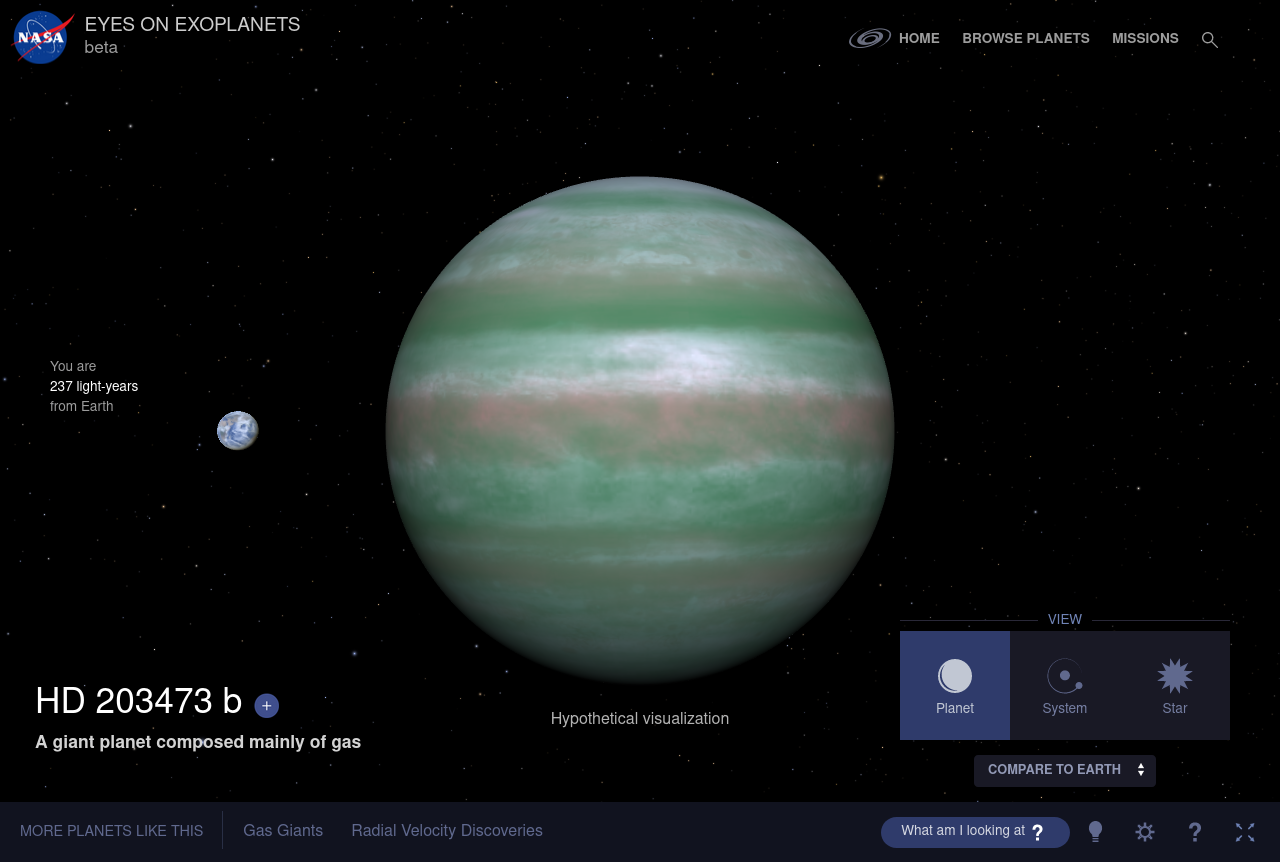 NASA
EYES ON EXOPLANETS
beta
HOME
BROWSE PLANETS
MISSIONS
You are
237 light-years
from Earth
VIEW
Planet
System
Star
HD 203473 b +
A giant planet composed mainly of gas
Hypothetical visualization
COMPARE TO EARTH
MORE PLANETS LIKE THIS
Gas Giants
Radial Velocity Discoveries
What am I looking at ?
?